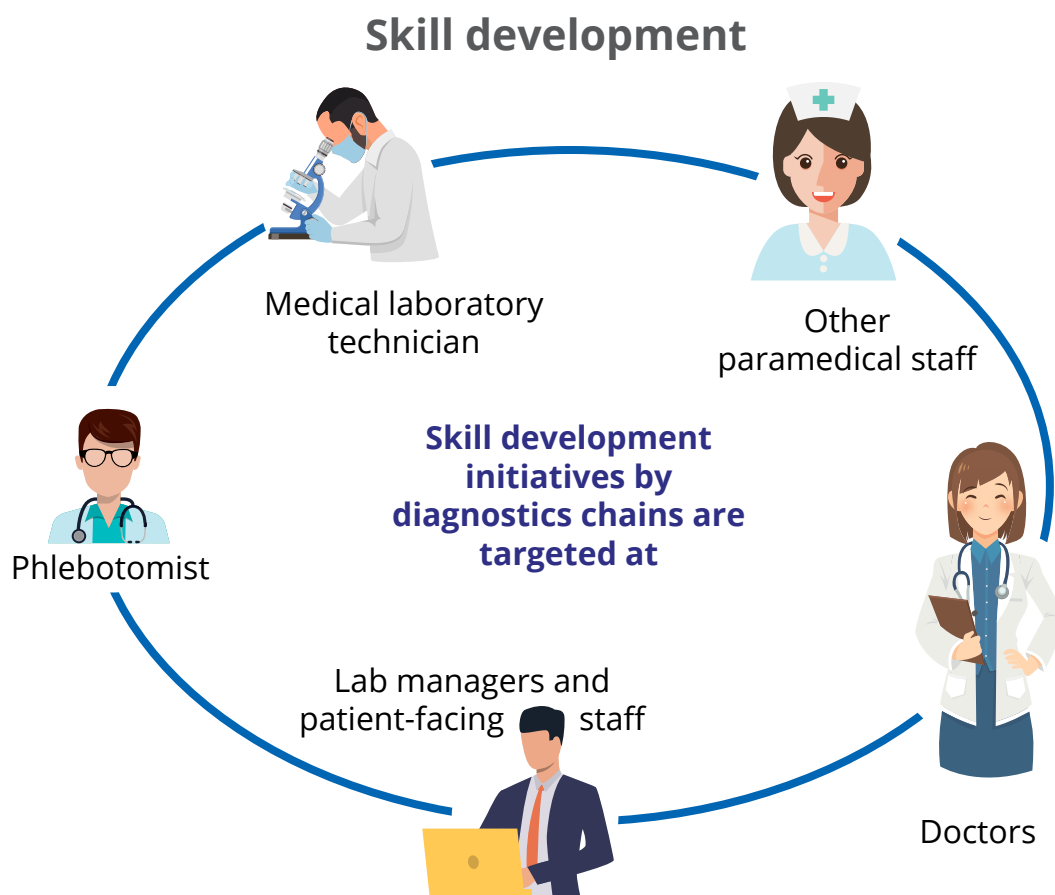 Skill development
Medical laboratory
technician
Other
paramedical staff
Skill development
initiatives by
diagnostics chains are
targeted at
Phlebotomist
Lab managers and
patient-facing staff
Doctors